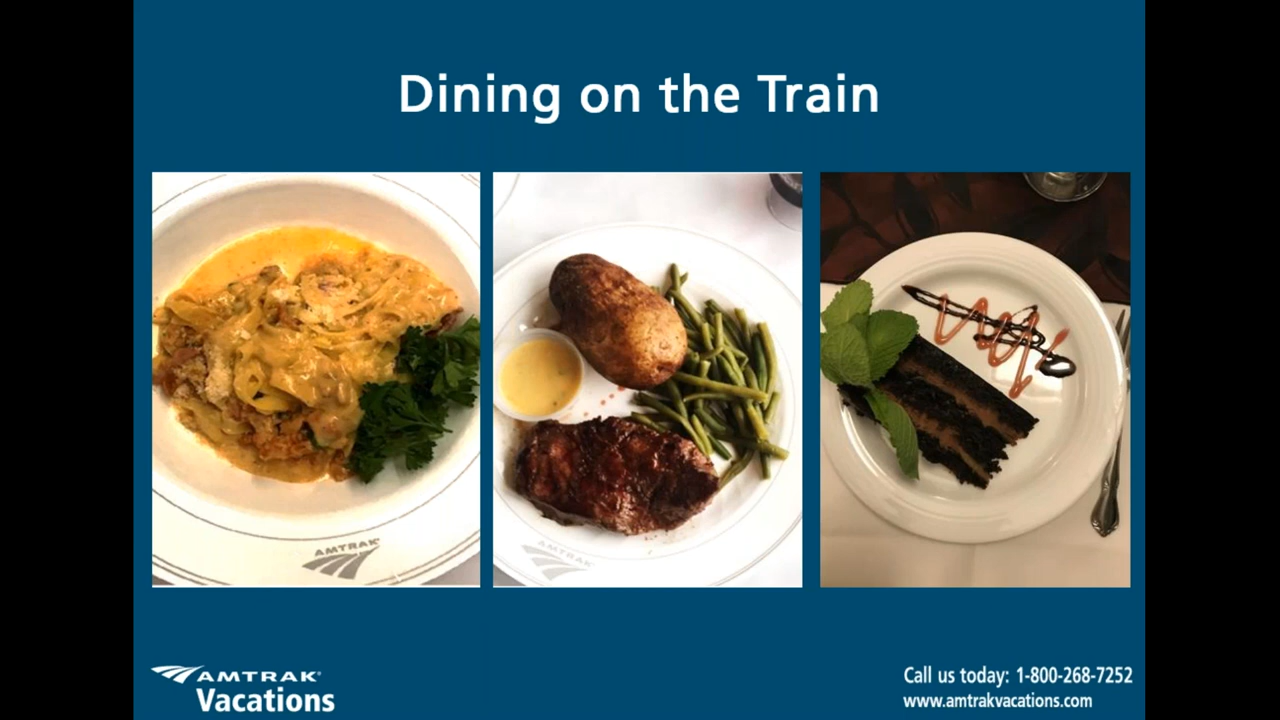 Dining on the Train
AMTRAK
AMTRAK
AMTRAK
Vacations
Call us today: 1-800-268-7252
www.amtrakvacations.com